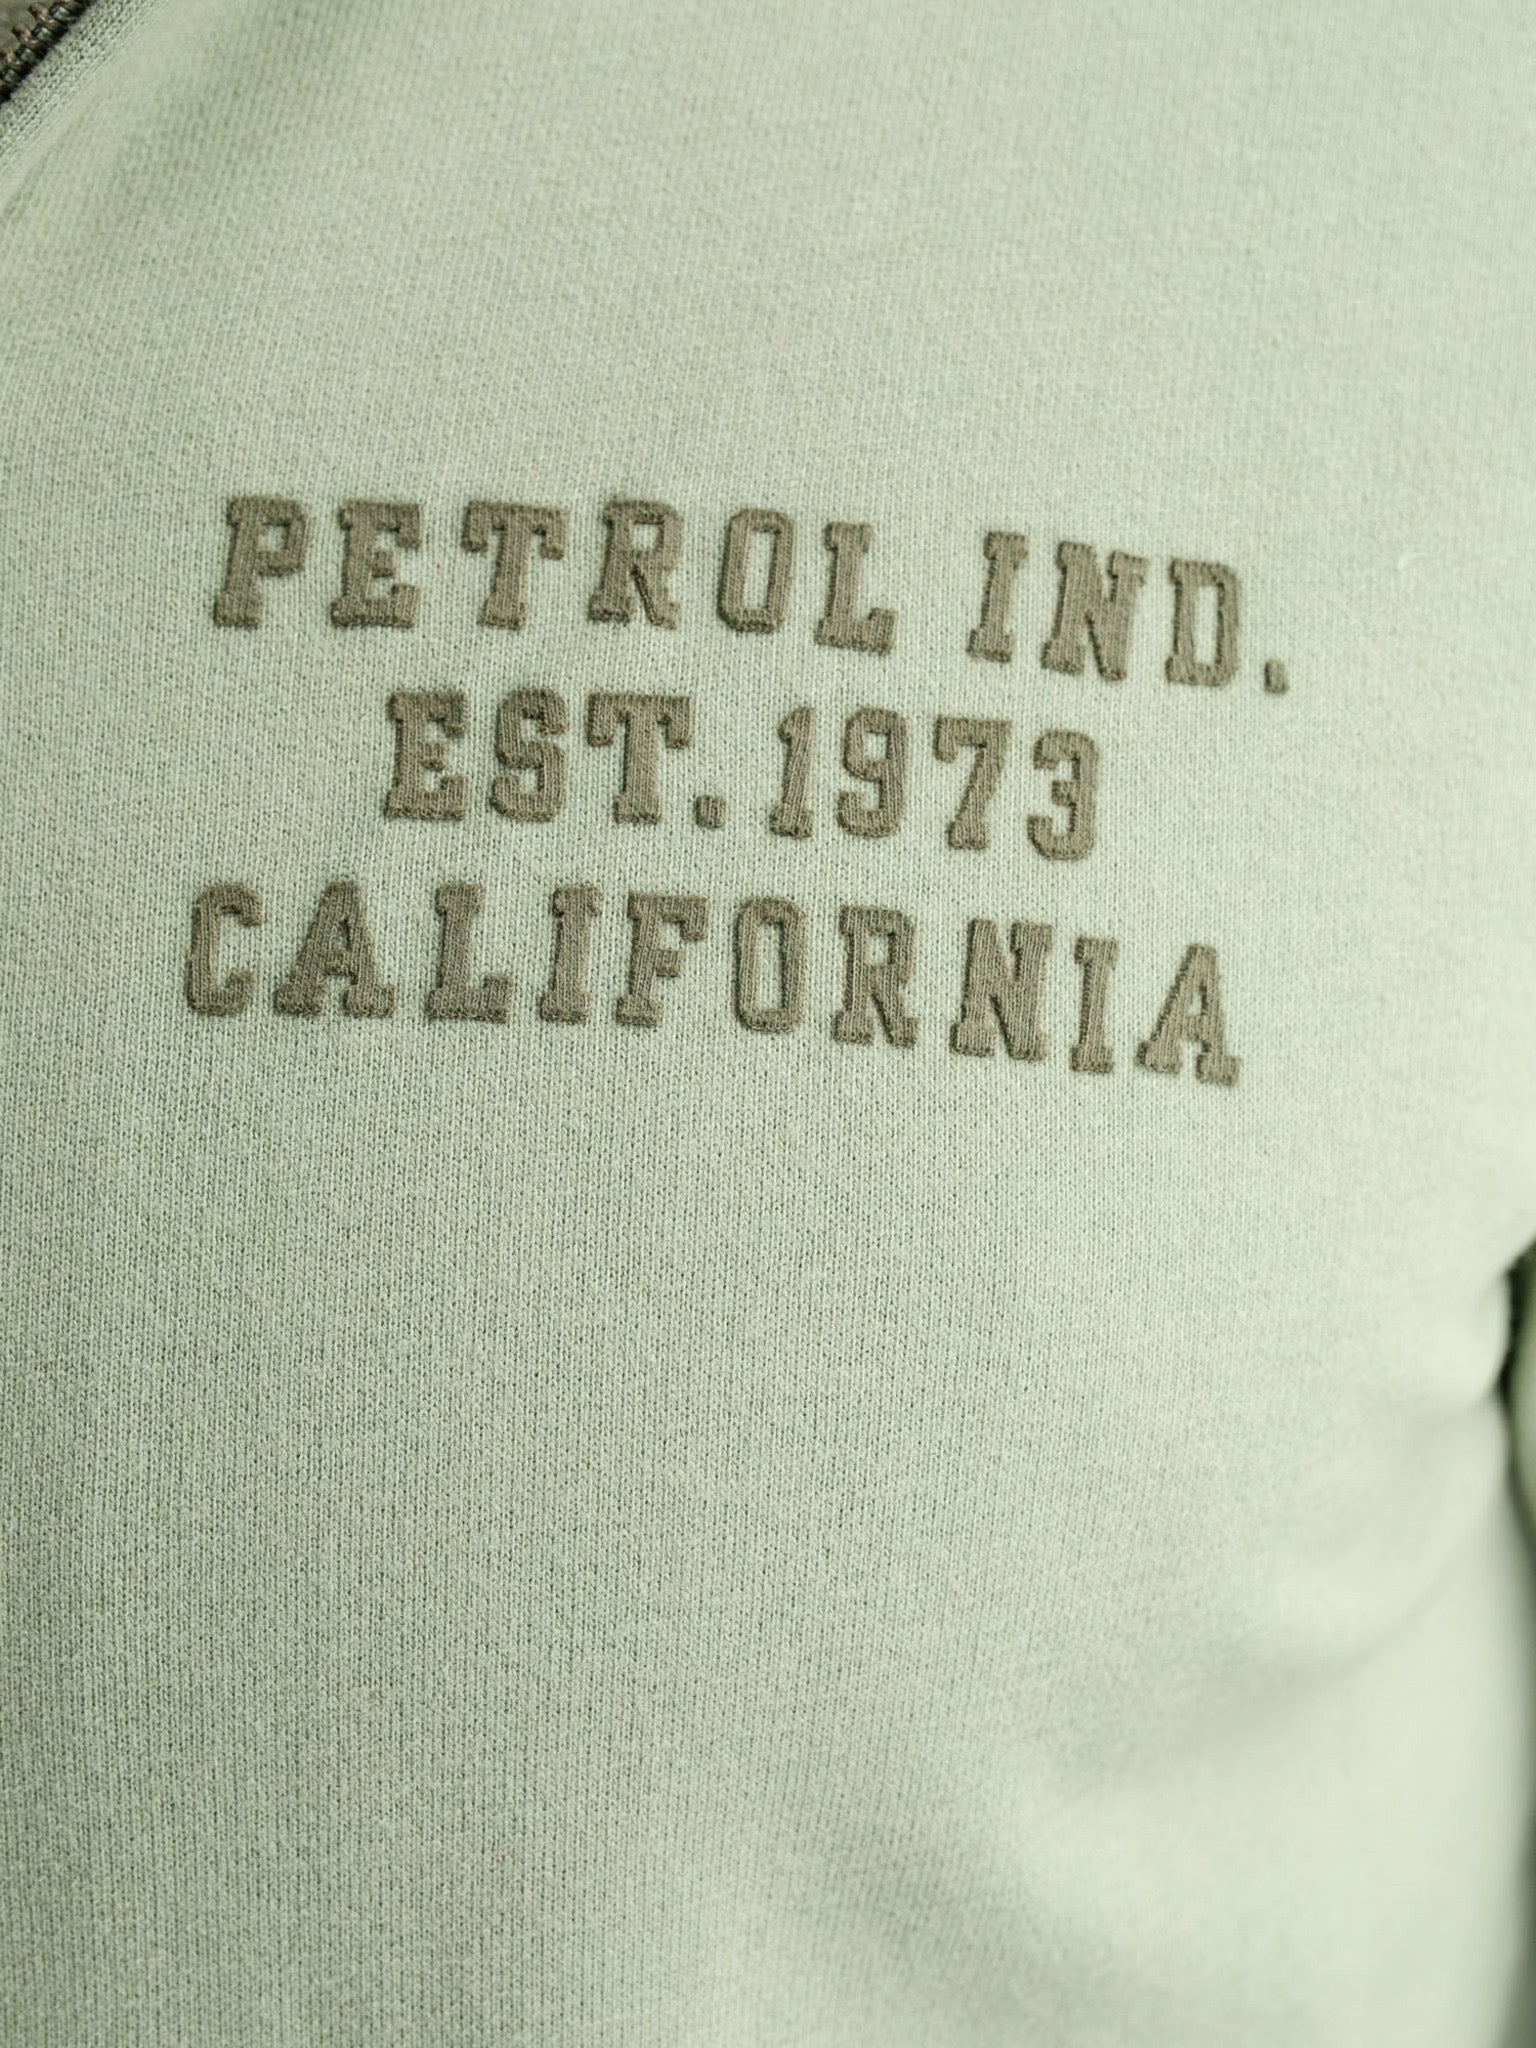 PETROL IND.
EST. 1973
CALIFORNIA